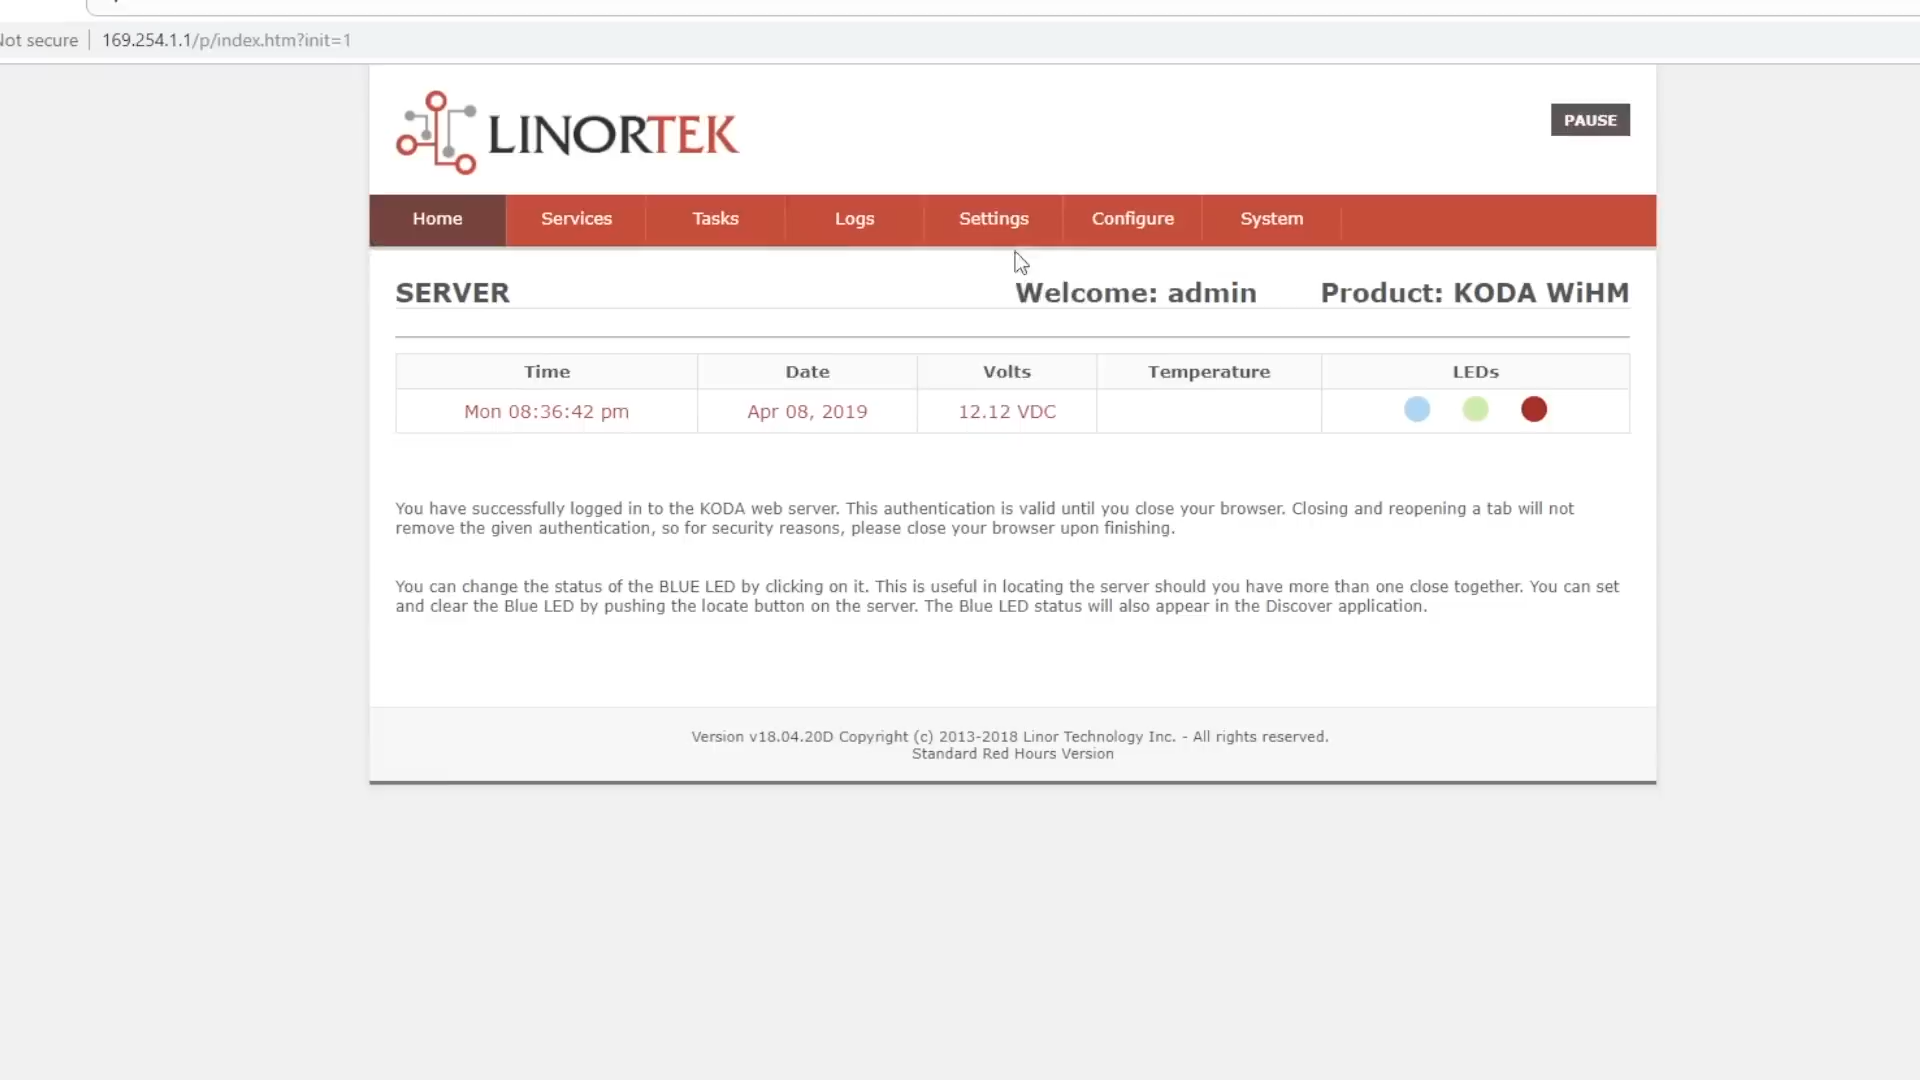 Not secure | 169.254.1.1/p/index.htm?init=1
LINORTEK
PAUSE
Home Services Tasks Logs Settings Configure System
SERVER Welcome: admin Product: KODA WiHM
Time Date Volts Temperature LEDs
Mon 08:36:42 pm Apr 08, 2019 12.12 VDC
You have successfully logged in to the KODA web server. This authentication is valid until you close your browser. Closing and reopening a tab will not
remove the given authentication, so for security reasons, please close your browser upon finishing.
You can change the status of the BLUE LED by clicking on it. This is useful in locating the server should you have more than one close together. You can set
and clear the Blue LED by pushing the locate button on the server. The Blue LED status will also appear in the Discover application.
Version v18.04.20D Copyright (c) 2013-2018 Linor Technology Inc. - All rights reserved.
Standard Red Hours Version